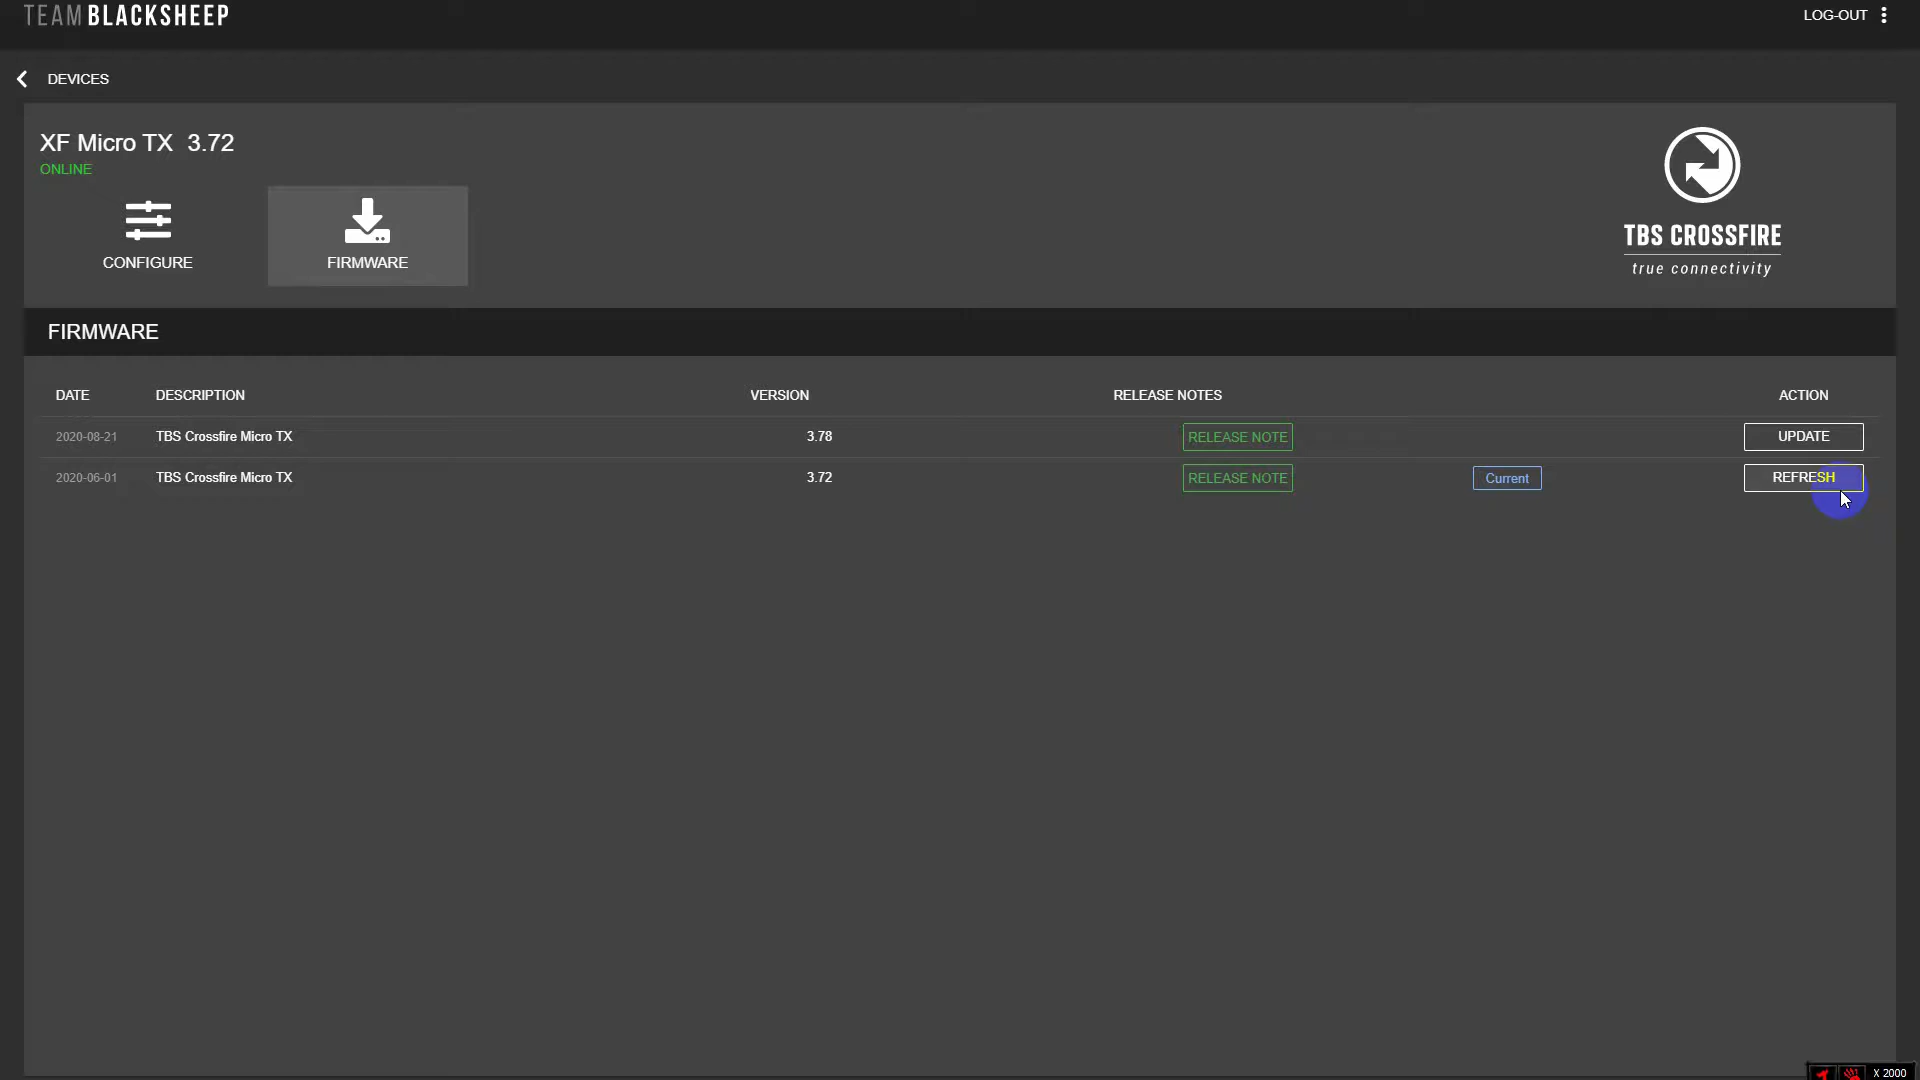 TEAMBLACKSHEEP
LOG-OUT
DEVICES
XF Micro TX 3.72
ONLINE
CONFIGURE
FIRMWARE
TBS CROSSFIRE
true connectivity
FIRMWARE
DATE DESCRIPTION VERSION RELEASE NOTES ACTION
2020-08-21 TBS Crossfire Micro TX 3.78 RELEASE NOTE UPDATE
2020-06-01 TBS Crossfire Micro TX 3.72 RELEASE NOTE Current REFRESH
X 2000